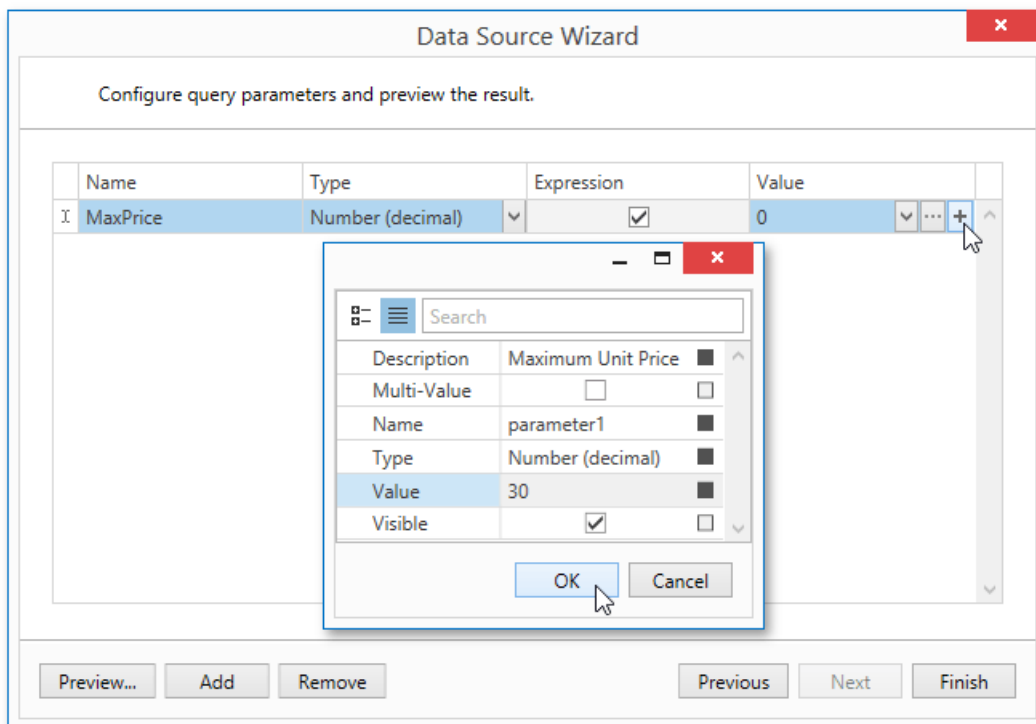 Data Source Wizard
Configure query parameters and preview the result.
Name Type Expression Value
MaxPrice Number (decimal) 0
Search
Description Maximum Unit Price
Multi-Value
Name parameter1
Type Number (decimal)
Value 30
Visible
OK Cancel
Preview... Add Remove Previous Next Finish